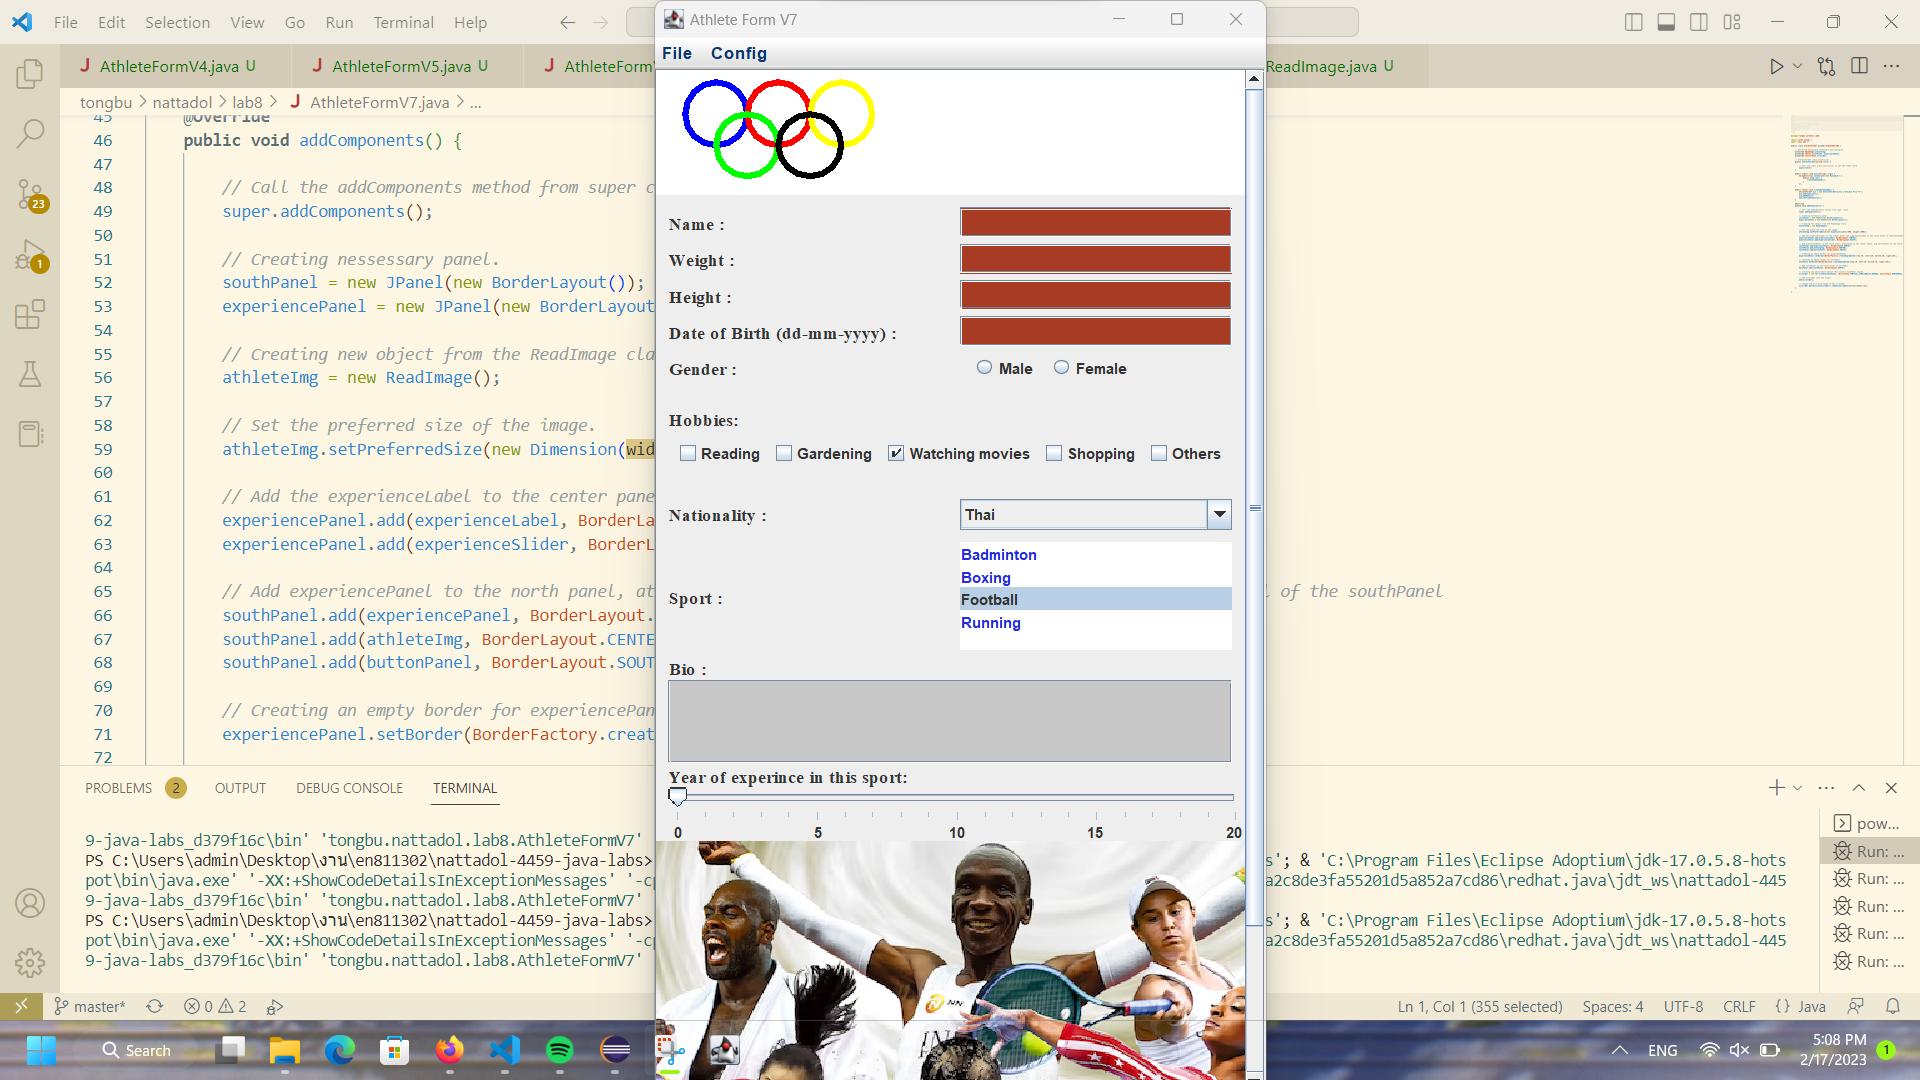 File Edit Selection View Go Run Terminal Help
Athlete Form V7
File Config
AthleteFormV4.java U
AthleteFormV5.java U
ReadImage.java U
tongbu > nattadol > lab8 > J AthleteFormV7.java > ...
45 @Override
46 public void addComponents() {
47
48 // Call the addComponents method from super c
49 super.addComponents();
50
51 // Creating nessessary panel.
52 southPanel = new JPanel(new BorderLayout());
53 experiencePanel = new JPanel(new BorderLayout
54
55 // Creating new object from the ReadImage cla
56 athleteImg = new ReadImage();
57
58 // Set the preferred size of the image.
59 athleteImg.setPreferredSize(new Dimension(wid
60
61 // Add the experienceLabel to the center pane
62 experiencePanel.add(experienceLabel, BorderLa
63 experiencePanel.add(experienceSlider, BorderL
64
65 // Add experiencePanel to the north panel, at
l of the southPanel
66 southPanel.add(experiencePanel, BorderLayout.
67 southPanel.add(athleteImg, BorderLayout.CENTE
68 southPanel.add(buttonPanel, BorderLayout.SOUT
69
70 // Creating an empty border for experiencePan
71 experiencePanel.setBorder(BorderFactory.creat
72
Name :
Weight :
Height :
Date of Birth (dd-mm-yyyy) :
Gender : Male Female
Hobbies:
Reading Gardening Watching movies Shopping Others
Nationality : Thai
Sport :
Badminton
Boxing
Football
Running
Bio :
Year of experince in this sport:
0 5 10 15 20
NN
PROBLEMS 2 OUTPUT DEBUG CONSOLE TERMINAL
9-java-labs_d379f16c\bin' 'tongbu.nattadol.lab8.AthleteFormV7'
PS C:\Users\admin\Desktop\งาน\en811302\nattadol-4459-java-labs>
s'; & 'C:\Program Files\Eclipse Adoptium\jdk-17.0.5.8-hots
pot\bin\java.exe' '-XX:+ShowCodeDetailsInExceptionMessages' '-cp
a2c8de3fa55201d5a852a7cd86\redhat.java\jdt_ws\nattadol-445
9-java-labs_d379f16c\bin' 'tongbu.nattadol.lab8.AthleteFormV7'
PS C:\Users\admin\Desktop\งาน\en811302\nattadol-4459-java-labs>
s'; & 'C:\Program Files\Eclipse Adoptium\jdk-17.0.5.8-hots
pot\bin\java.exe' '-XX:+ShowCodeDetailsInExceptionMessages' '-cp
a2c8de3fa55201d5a852a7cd86\redhat.java\jdt_ws\nattadol-445
9-java-labs_d379f16c\bin' 'tongbu.nattadol.lab8.AthleteFormV7'
pow...
Run: ...
Run: ...
Run: ...
Run: ...
Run: ...
23
1
master* 0 2
Ln 1, Col 1 (355 selected) Spaces: 4 UTF-8 CRLF {} Java
Search
ENG
5:08 PM
2/17/2023
1